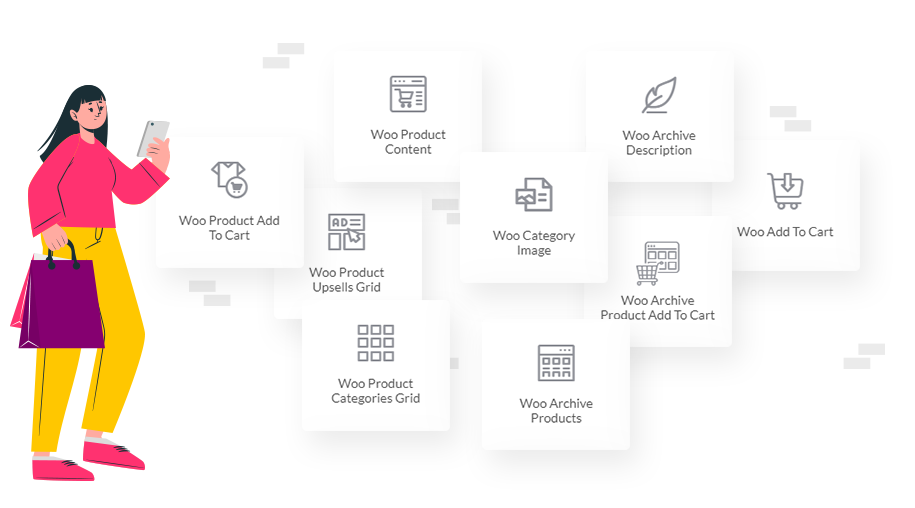 Woo Product
Content
Woo Archive
Description
Woo Product Add
To Cart
Woo Category
Image
Woo Add To Cart
AD
Woo Product
Upsells Grid
Woo Archive
Product Add To Cart
Woo Product
Categories Grid
Woo Archive
Products